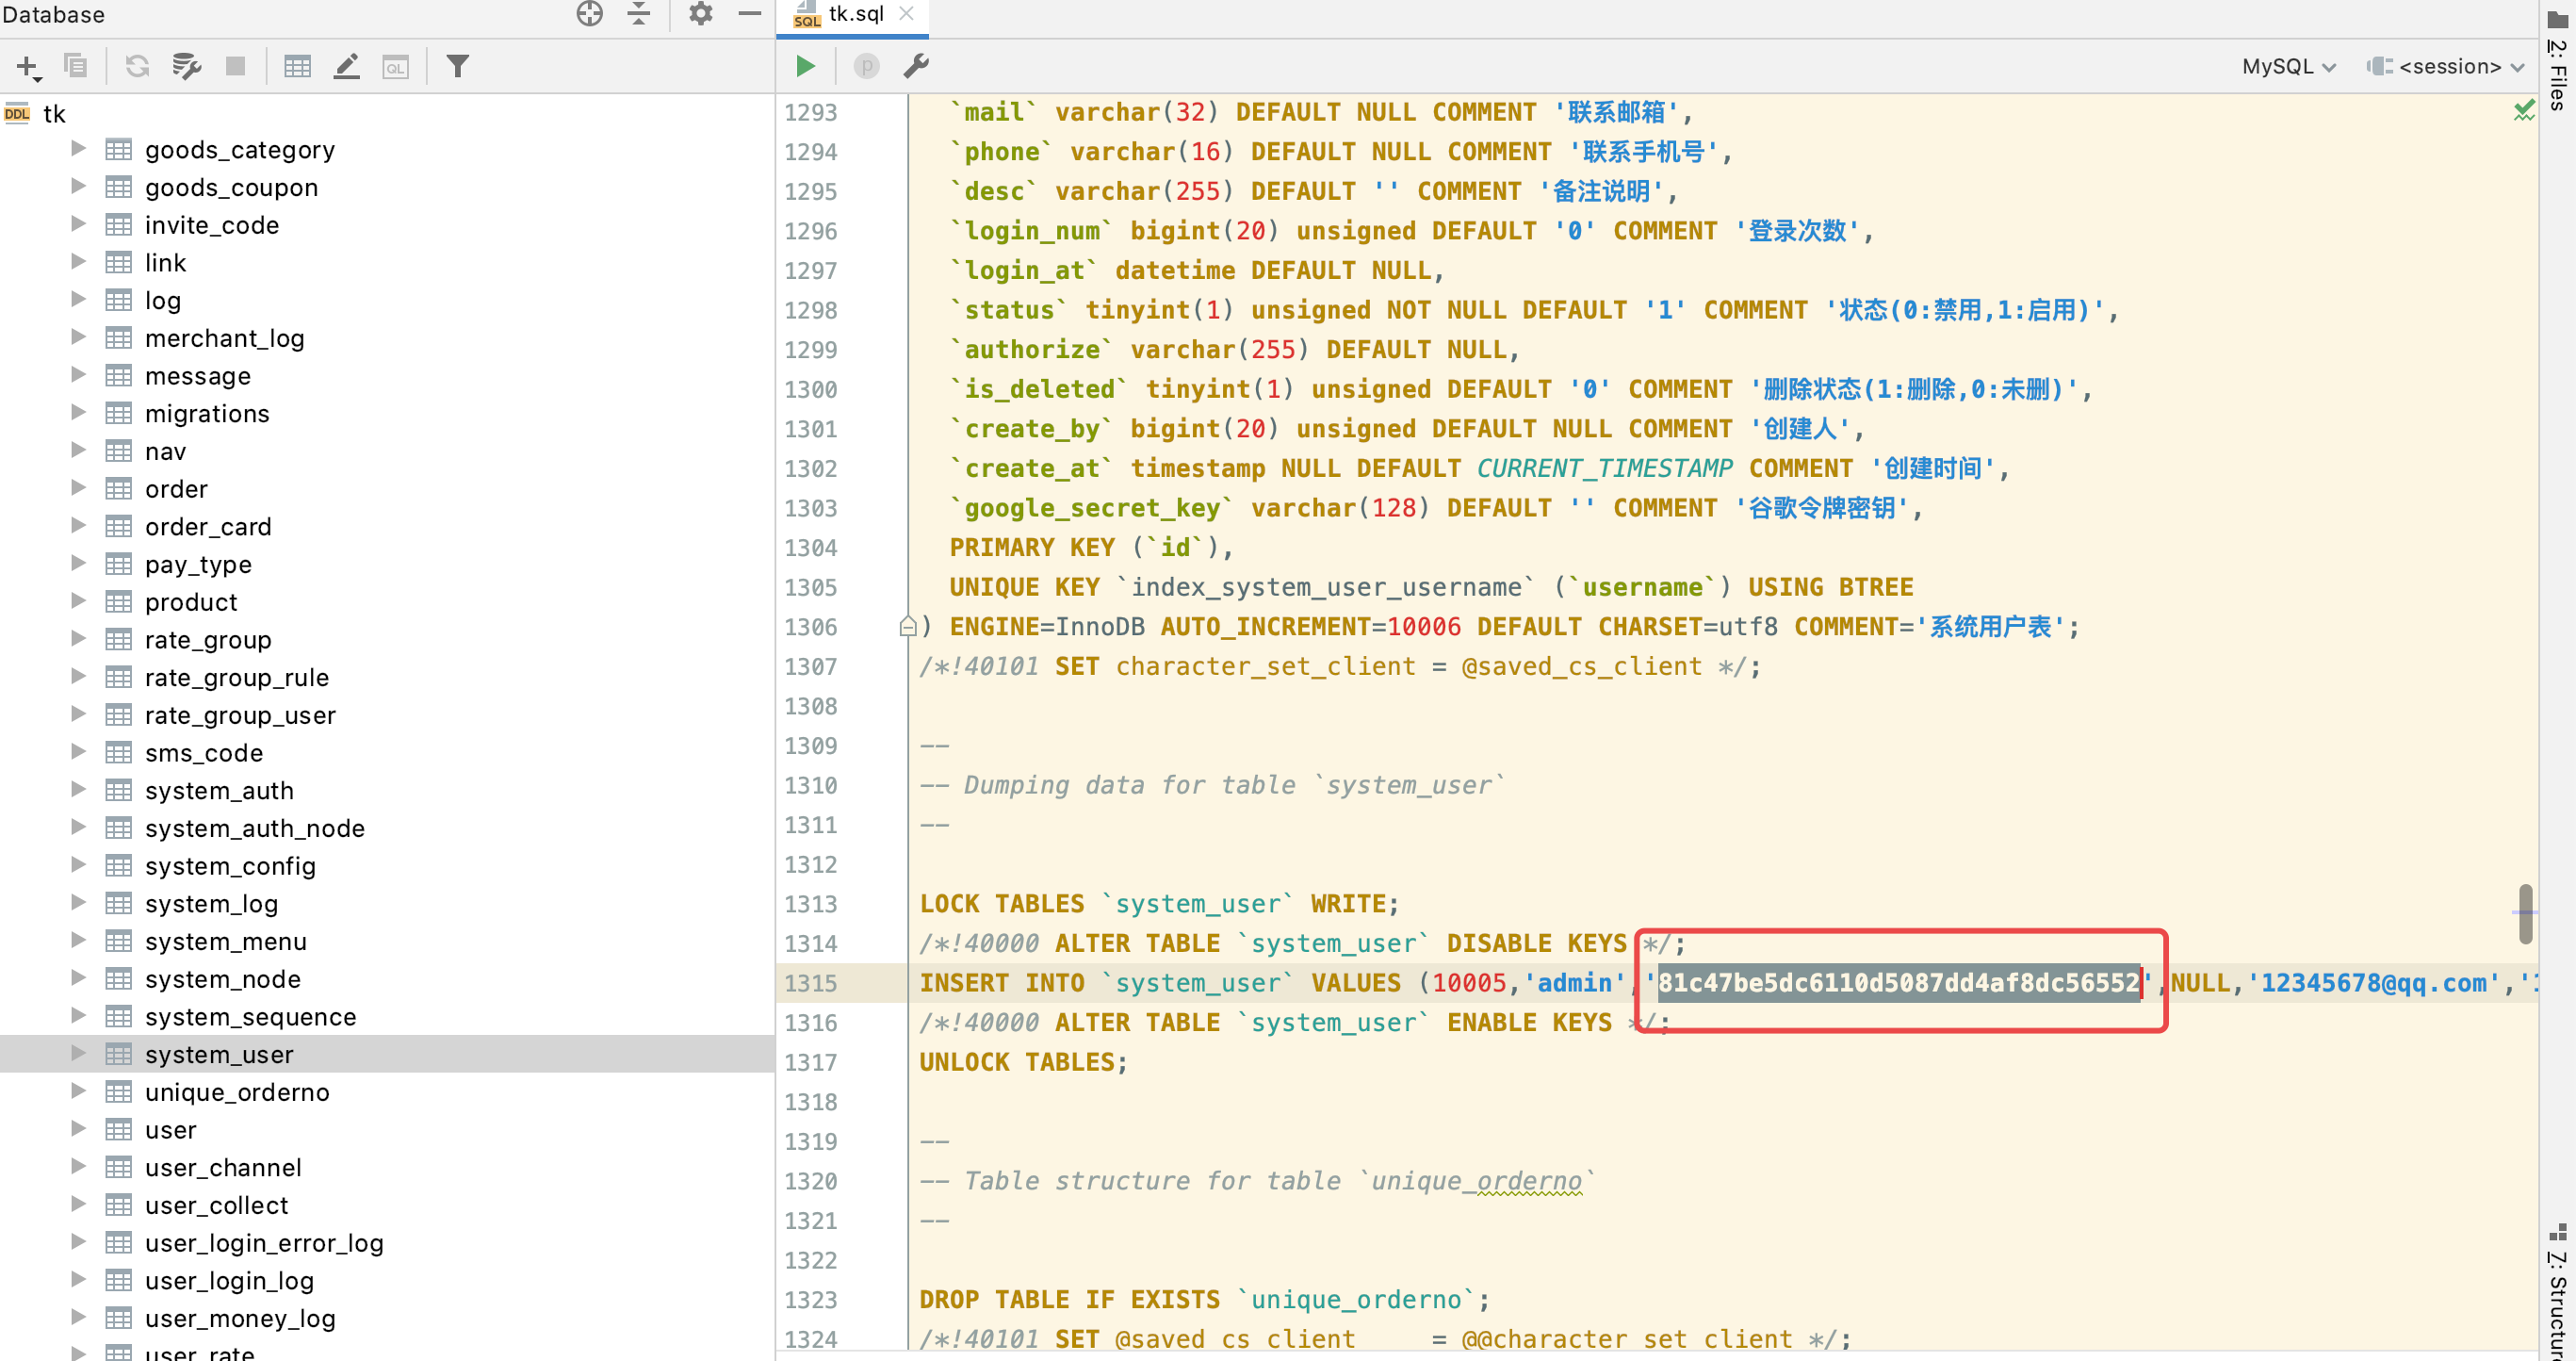 Database
tk.sql
MySQL
<session>
2: Files
tk
goods_category
goods_coupon
invite_code
link
log
merchant_log
message
migrations
nav
order
order_card
pay_type
product
rate_group
rate_group_rule
rate_group_user
sms_code
system_auth
system_auth_node
system_config
system_log
system_menu
system_node
system_sequence
system_user
unique_orderno
user
user_channel
user_collect
user_login_error_log
user_login_log
user_money_log
user_rate
1293 `mail` varchar(32) DEFAULT NULL COMMENT '联系邮箱',
1294 `phone` varchar(16) DEFAULT NULL COMMENT '联系手机号',
1295 `desc` varchar(255) DEFAULT '' COMMENT '备注说明',
1296 `login_num` bigint(20) unsigned DEFAULT '0' COMMENT '登录次数',
1297 `login_at` datetime DEFAULT NULL,
1298 `status` tinyint(1) unsigned NOT NULL DEFAULT '1' COMMENT '状态(0:禁用,1:启用)',
1299 `authorize` varchar(255) DEFAULT NULL,
1300 `is_deleted` tinyint(1) unsigned DEFAULT '0' COMMENT '删除状态(1:删除,0:未删)',
1301 `create_by` bigint(20) unsigned DEFAULT NULL COMMENT '创建人',
1302 `create_at` timestamp NULL DEFAULT CURRENT_TIMESTAMP COMMENT '创建时间',
1303 `google_secret_key` varchar(128) DEFAULT '' COMMENT '谷歌令牌密钥',
1304 PRIMARY KEY (`id`),
1305 UNIQUE KEY `index_system_user_username` (`username`) USING BTREE
1306 ) ENGINE=InnoDB AUTO_INCREMENT=10006 DEFAULT CHARSET=utf8 COMMENT='系统用户表';
1307 /*!40101 SET character_set_client = @saved_cs_client */;
1308
1309 --
1310 -- Dumping data for table `system_user`
1311 --
1312
1313 LOCK TABLES `system_user` WRITE;
1314 /*!40000 ALTER TABLE `system_user` DISABLE KEYS */;
1315 INSERT INTO `system_user` VALUES (10005,'admin','81c47be5dc6110d5087dd4af8dc56552',NULL,'12345678@qq.com','
1316 /*!40000 ALTER TABLE `system_user` ENABLE KEYS */;
1317 UNLOCK TABLES;
1318
1319 --
1320 -- Table structure for table `unique_orderno`
1321 --
1322
1323 DROP TABLE IF EXISTS `unique_orderno`;
1324 /*!40101 SET @saved_cs_client = @@character_set_client */;
7: Structure